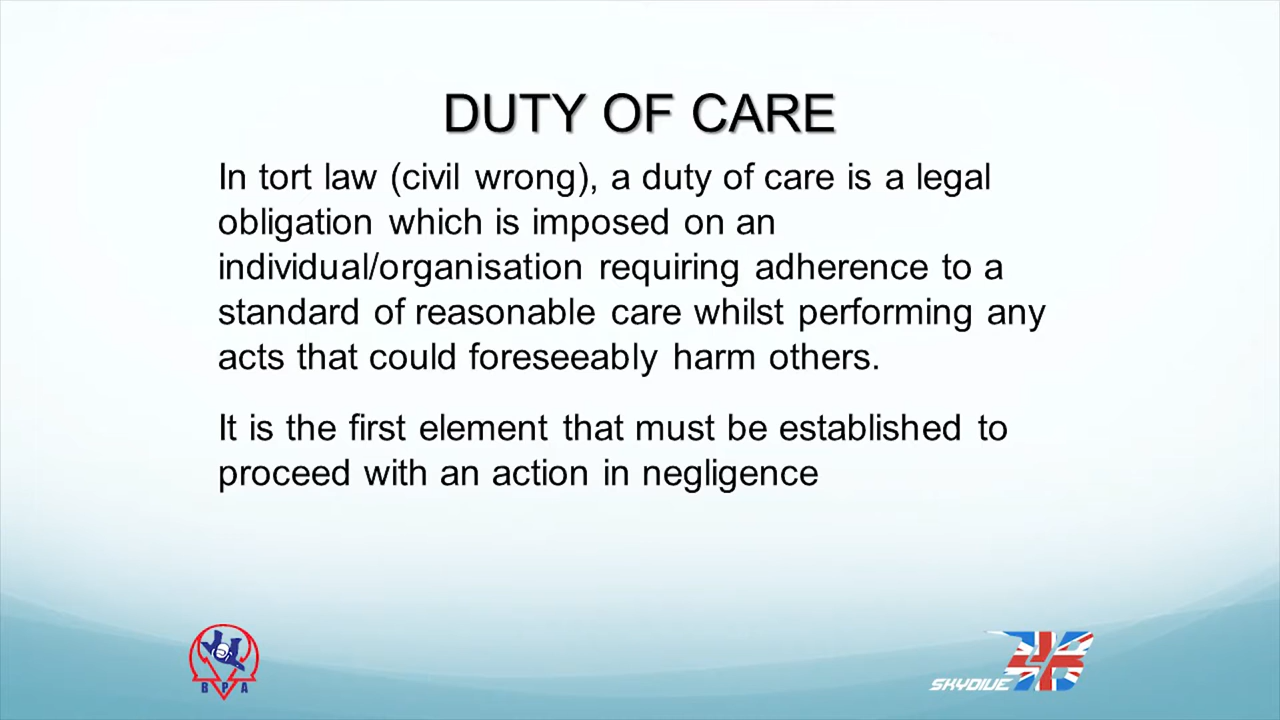 DUTY OF CARE
In tort law (civil wrong), a duty of care is a legal
obligation which is imposed on an
individual/organisation requiring adherence to a
standard of reasonable care whilst performing any
acts that could foreseeably harm others.
It is the first element that must be established to
proceed with an action in negligence
B P A
SKYDIVE